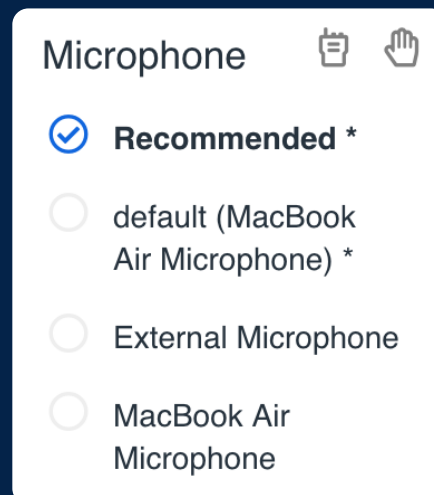 Microphone
Recommended *
default (MacBook
Air Microphone) *
External Microphone
MacBook Air
Microphone